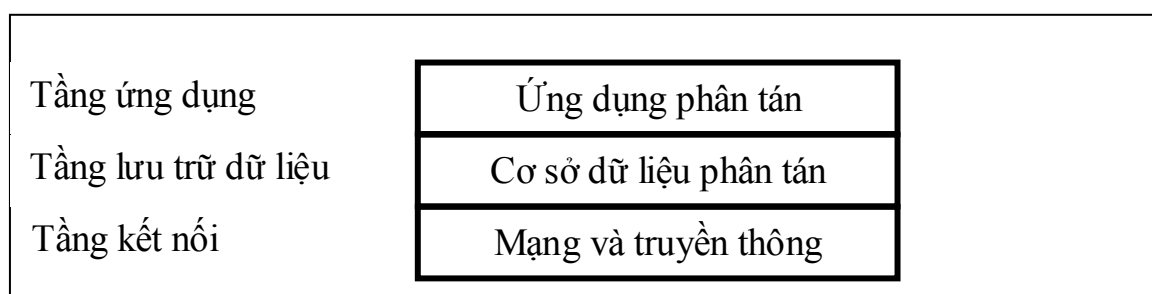 Tầng ứng dụng Ứng dụng phân tán
Tầng lưu trữ dữ liệu Cơ sở dữ liệu phân tán
Tầng kết nối Mạng và truyền thông